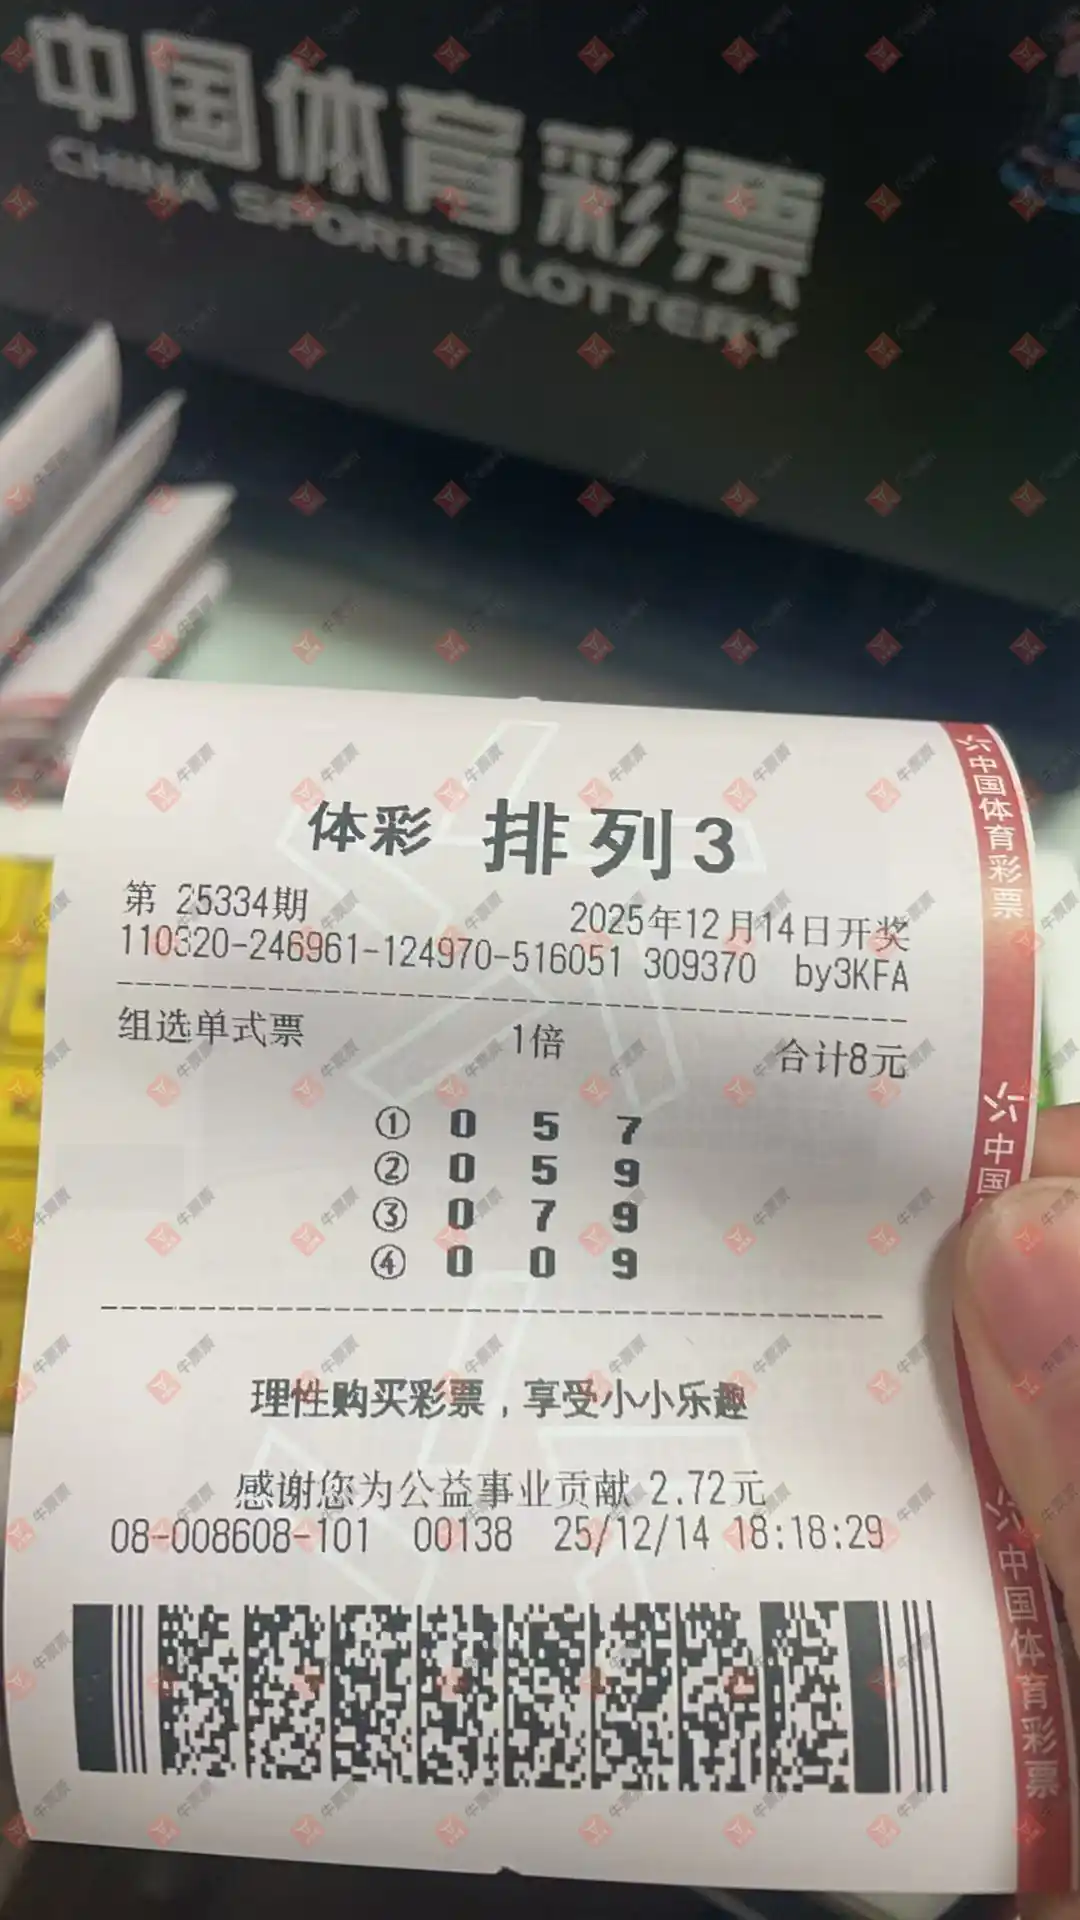 中国体育彩票
CHINA SPORTS LOTTERY
体彩 排列3
第 25334期 2025年12月14日开奖
110320-246961-124970-516051 309370 by3KFA
组选单式票 1倍 合计8元
① 0 5 7
② 0 5 9
③ 0 7 9
④ 0 0 9
理性购买彩票，享受小小乐趣
感谢您为公益事业贡献 2.72元
08-008608-101 00138 25/12/14 18:18:29
中国体育彩票
中国
中国体育彩票
牛票票